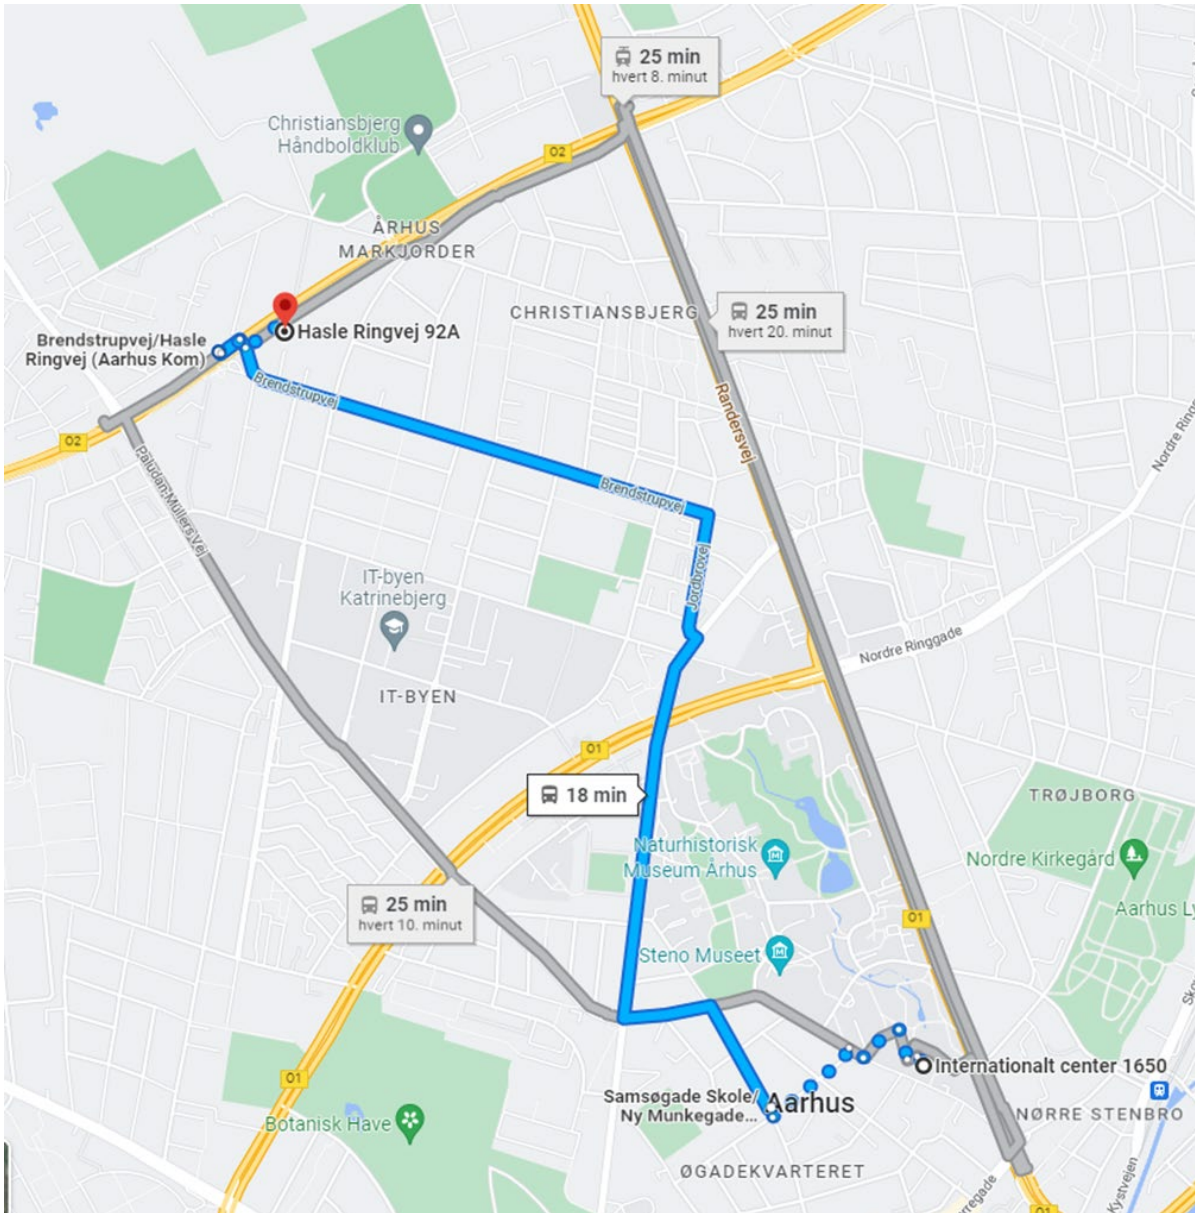 25 min
hvert 8. minut
Christiansbjerg
Håndboldklub
O2
ÅRHUS
MARKJORDER
CHRISTIANSBJERG
25 min
hvert 20. minut
Brendstrupvej/Hasle
Ringvej (Aarhus Kom)
Hasle Ringvej 92A
Brendstrupvej
Randersvej
O2
Paludan-Müllers Vej
Brendstrupvej
Nordre Ring
Jordbrovej
IT-byen
Katrinebjerg
Nordre Ringgade
IT-BYEN
O1
18 min
TRØJBORG
Naturhistorisk
Museum Århus
Nordre Kirkegård
25 min
hvert 10. minut
O1
Aarhus Ly
Steno Museet
Sko
Internationalt center 1650
O1
Samsøgade Skole/
Ny Munkegade...
Aarhus
NØRRE STENBRO
Botanisk Have
ØGADEKVARTERET
Kystvejen
rregade
O1